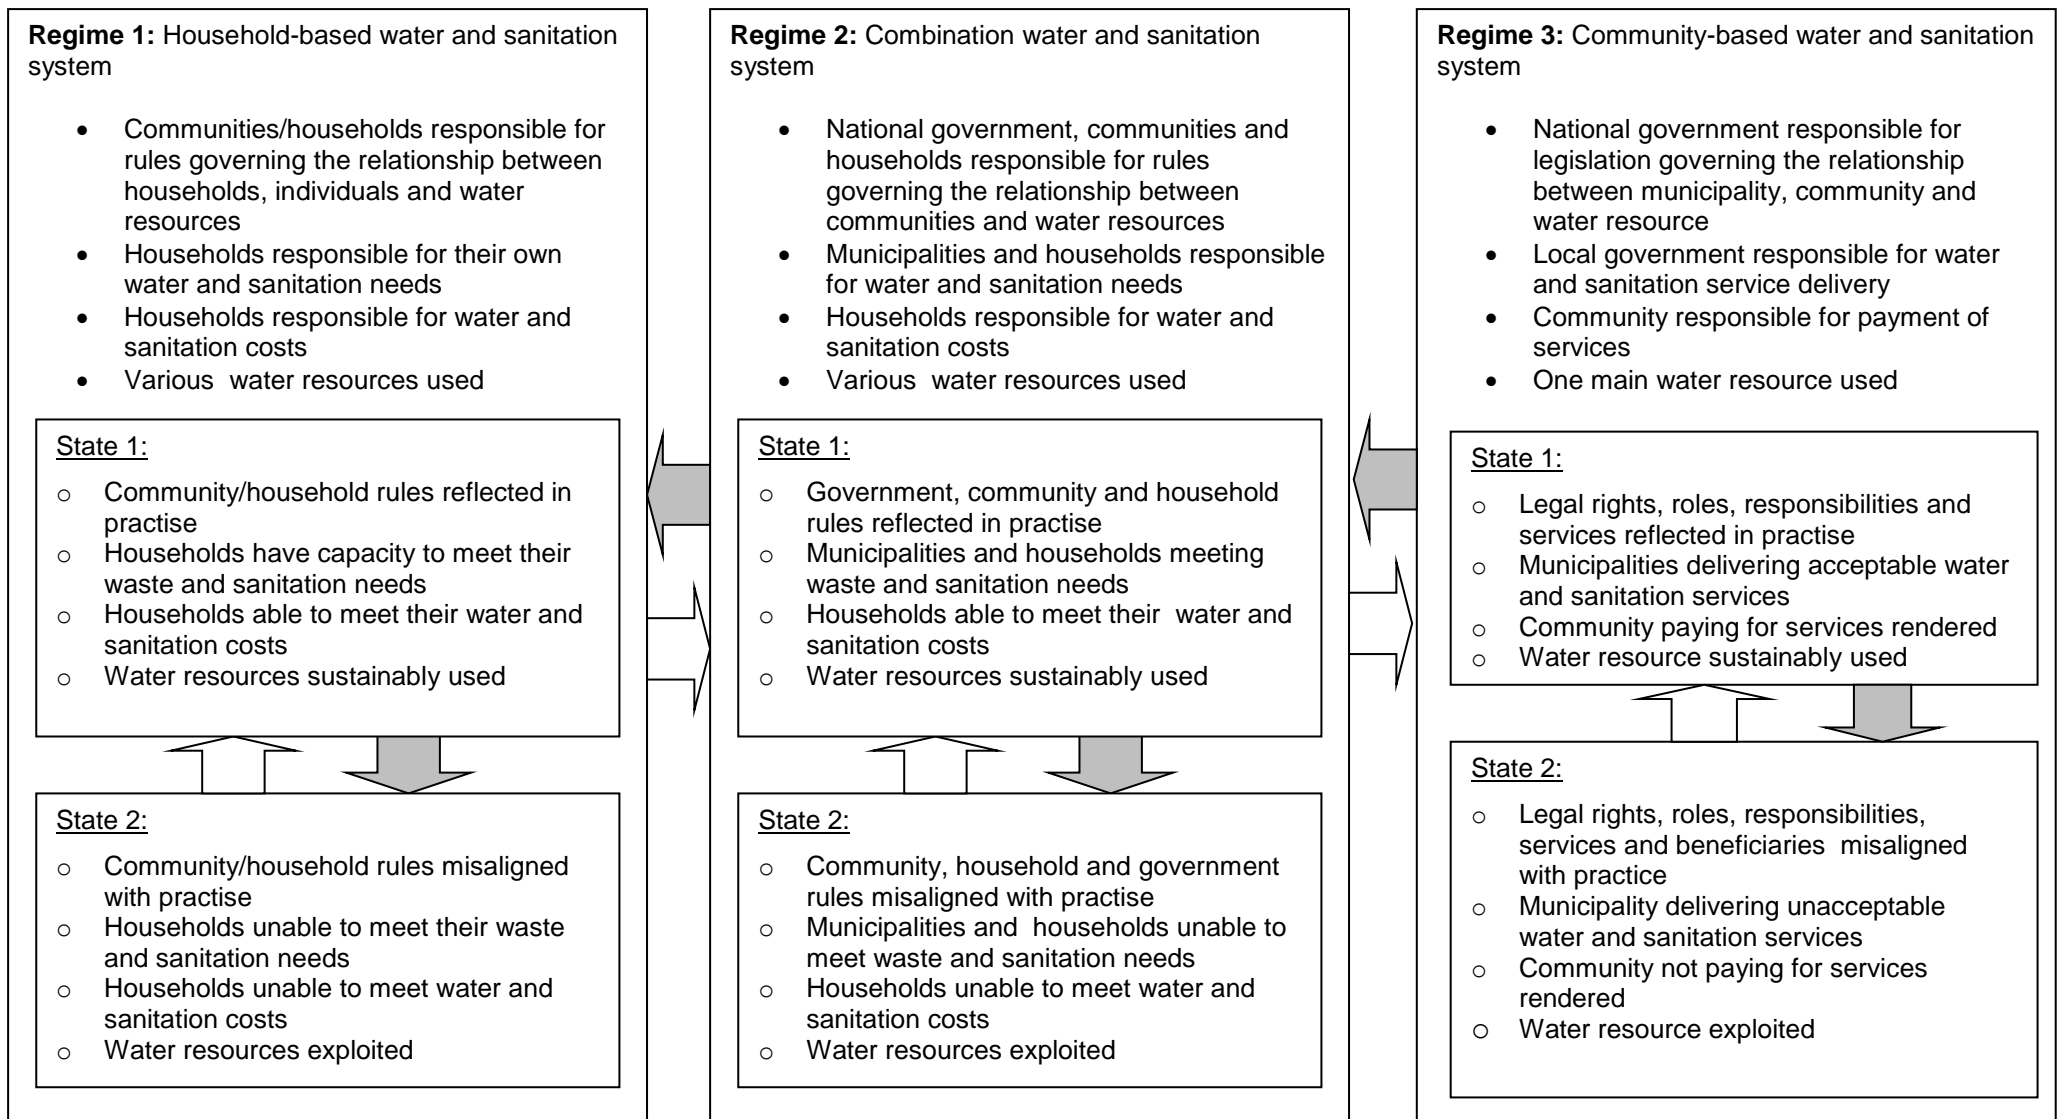 Regime 1: Household-based water and sanitation
system
• Communities/households responsible for
rules governing the relationship between
households, individuals and water
resources
• Households responsible for their own
water and sanitation needs
• Households responsible for water and
sanitation costs
• Various water resources used
State 1:
o Community/household rules reflected in
practise
o Households have capacity to meet their
waste and sanitation needs
o Households able to meet their water and
sanitation costs
o Water resources sustainably used
State 2:
o Community/household rules misaligned
with practise
o Households unable to meet their waste
and sanitation needs
o Households unable to meet water and
sanitation costs
o Water resources exploited
Regime 2: Combination water and sanitation
system
• National government, communities and
households responsible for rules
governing the relationship between
communities and water resources
• Municipalities and households responsible
for water and sanitation needs
• Households responsible for water and
sanitation costs
• Various water resources used
State 1:
o Government, community and household
rules reflected in practise
o Municipalities and households meeting
waste and sanitation needs
o Households able to meet their water and
sanitation costs
o Water resources sustainably used
State 2:
o Community, household and government
rules misaligned with practise
o Municipalities and households unable to
meet waste and sanitation needs
o Households unable to meet water and
sanitation costs
o Water resources exploited
Regime 3: Community-based water and sanitation
system
• National government responsible for
legislation governing the relationship
between municipality, community and
water resource
• Local government responsible for water
and sanitation service delivery
• Community responsible for payment of
services
• One main water resource used
State 1:
o Legal rights, roles, responsibilities and
services reflected in practise
o Municipalities delivering acceptable water
and sanitation services
o Community paying for services rendered
o Water resource sustainably used
State 2:
o Legal rights, roles, responsibilities,
services and beneficiaries misaligned
with practice
o Municipality delivering unacceptable
water and sanitation services
o Community not paying for services
rendered
o Water resource exploited